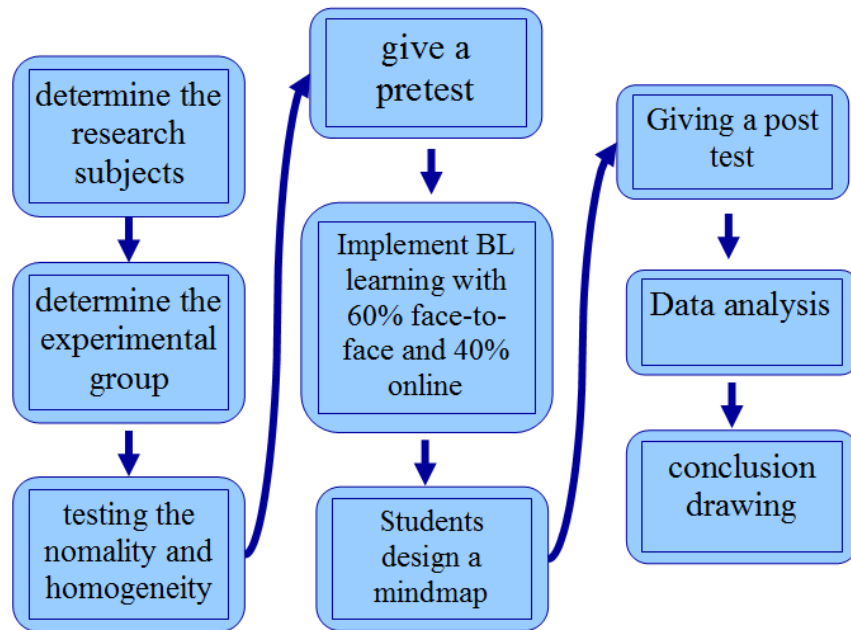 determine the
research
subjects
determine the
experimental
group
testing the
nomality and
homogeneity
give a
pretest
Implement BL
learning with
60% face-to-
face and 40%
online
Students
design a
mindmap
Giving a post
test
Data analysis
conclusion
drawing